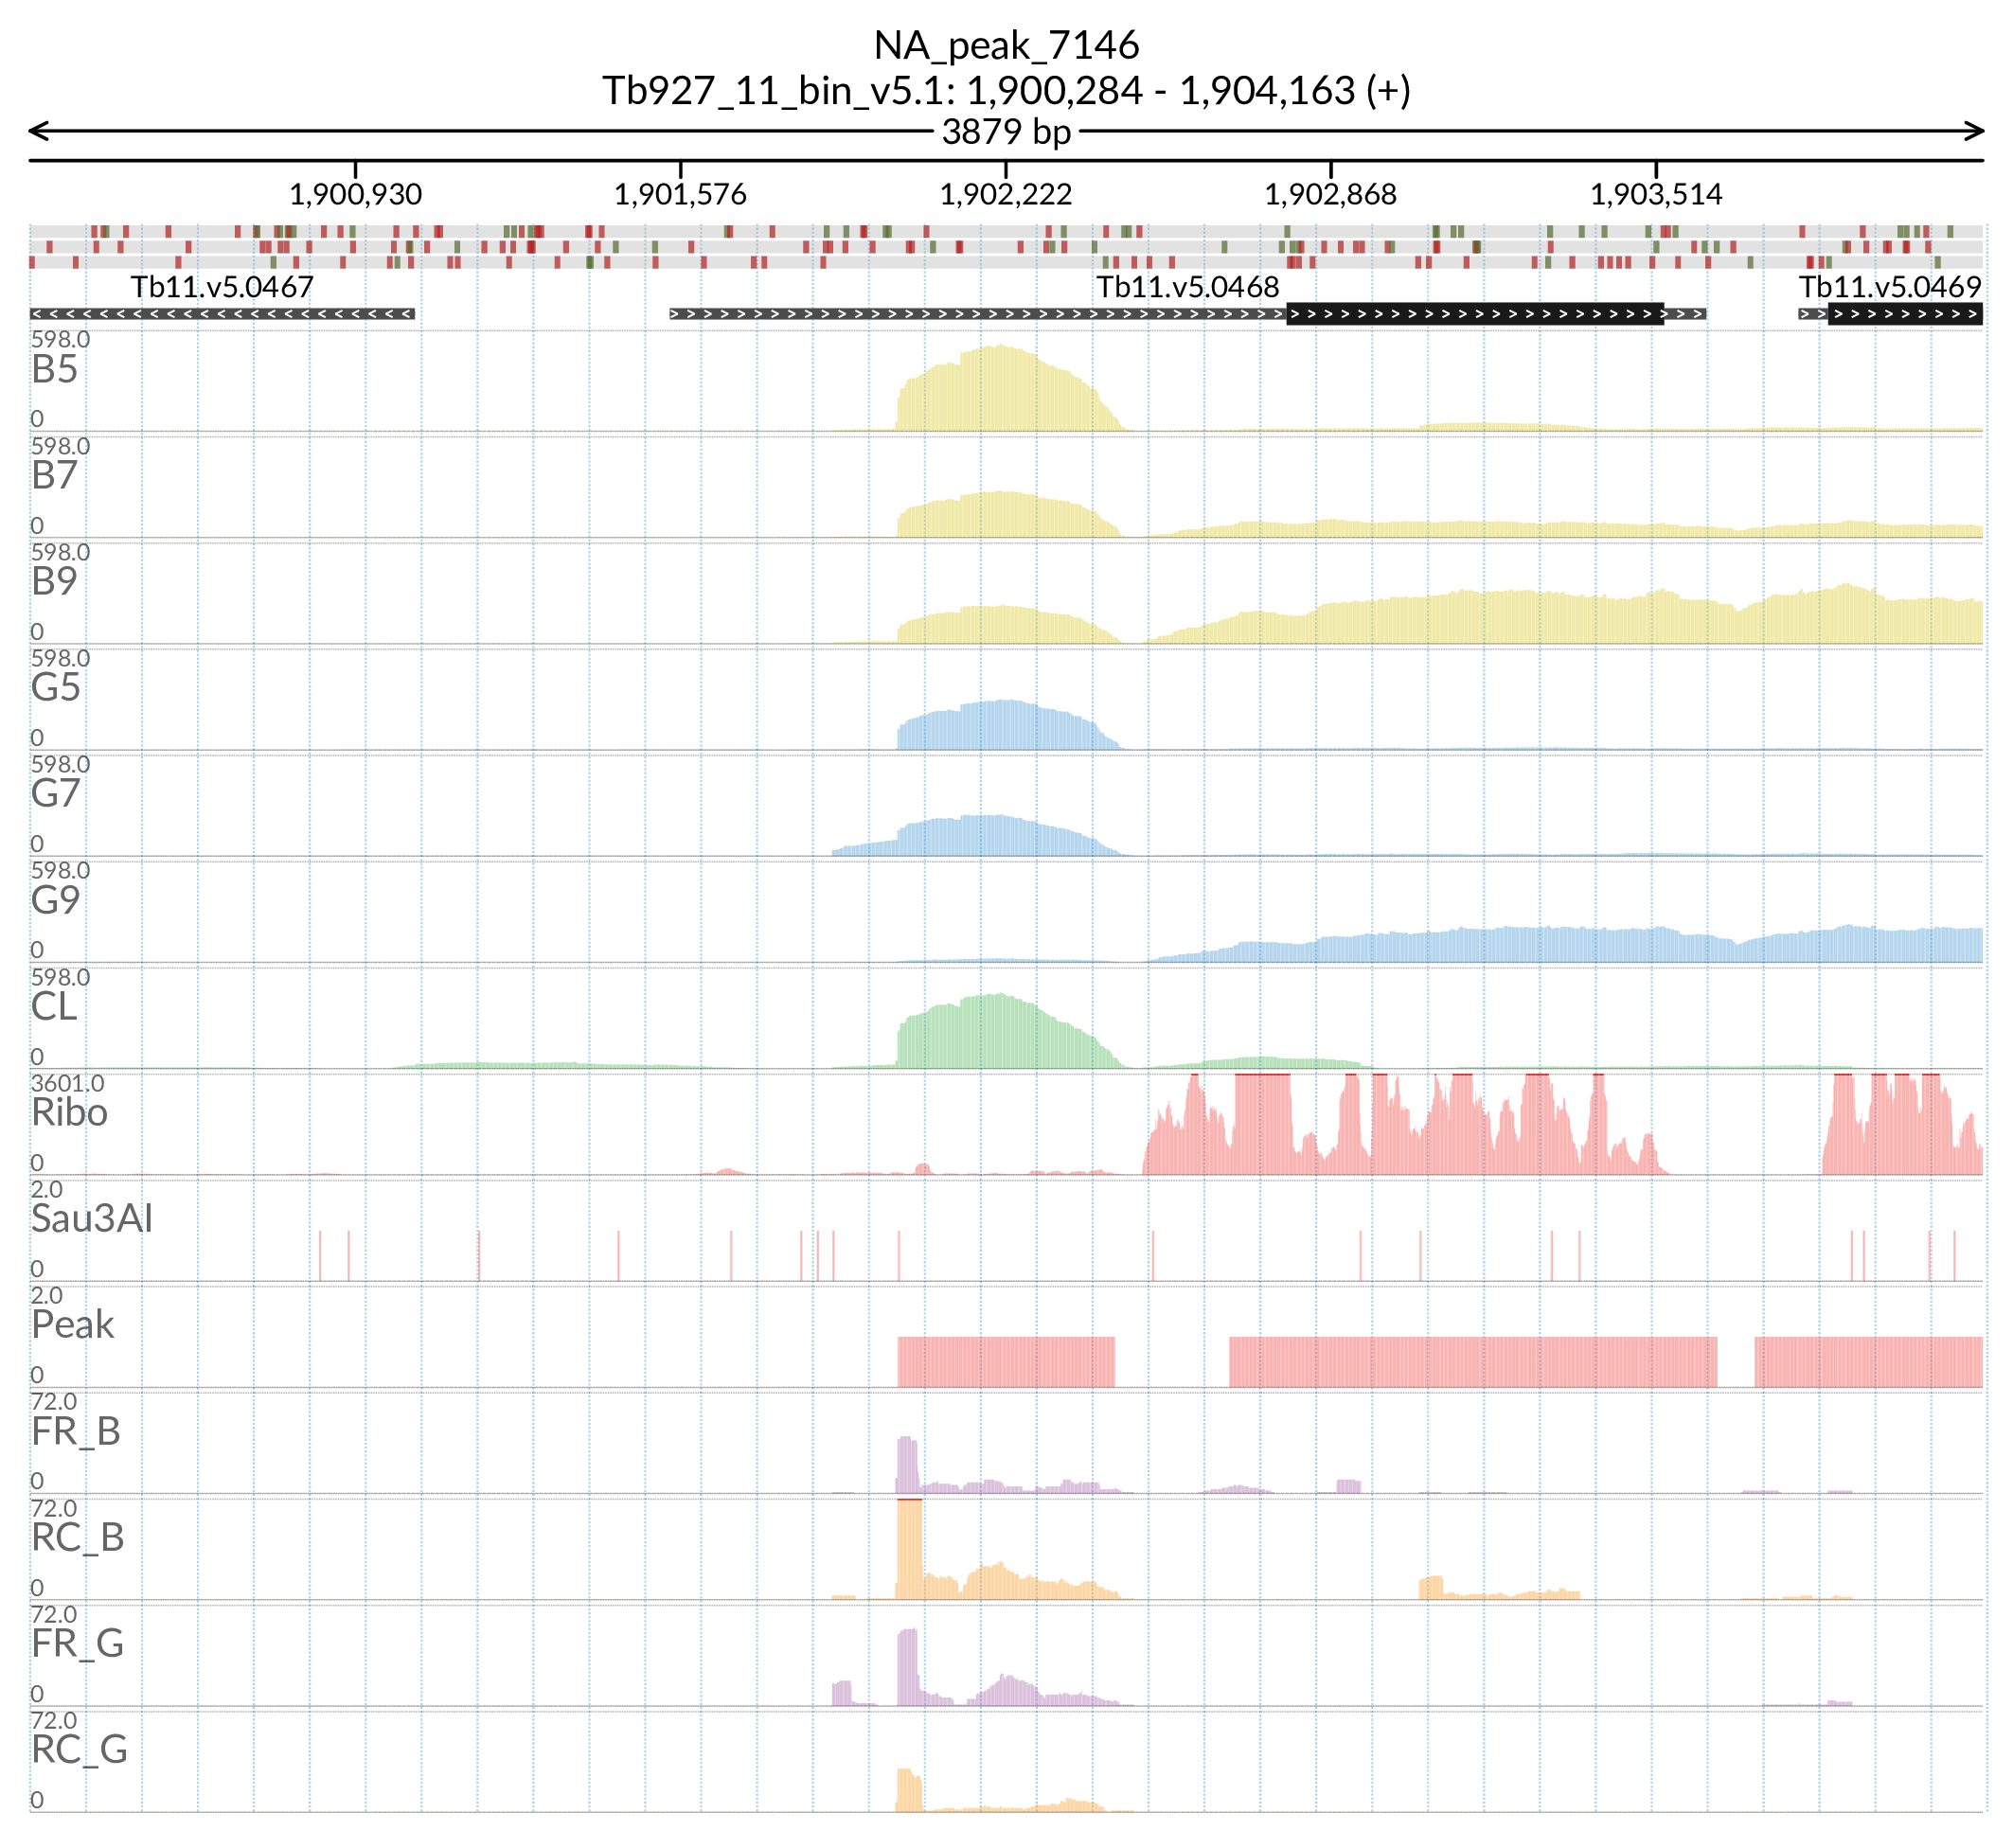 NA_peak_7146
Tb927_11_bin_v5.1: 1,900,284 - 1,904,163 (+)
3879 bp
1,900,930 1,901,576 1,902,222 1,902,868 1,903,514
Tb11.v5.0467 Tb11.v5.0468 Tb11.v5.0469
598.0
B5
0
598.0
B7
0
598.0
B9
0
598.0
G5
0
598.0
G7
0
598.0
G9
0
598.0
CL
0
3601.0
Ribo
0
2.0
Sau3AI
0
2.0
Peak
0
72.0
FR_B
0
72.0
RC_B
0
72.0
FR_G
0
72.0
RC_G
0